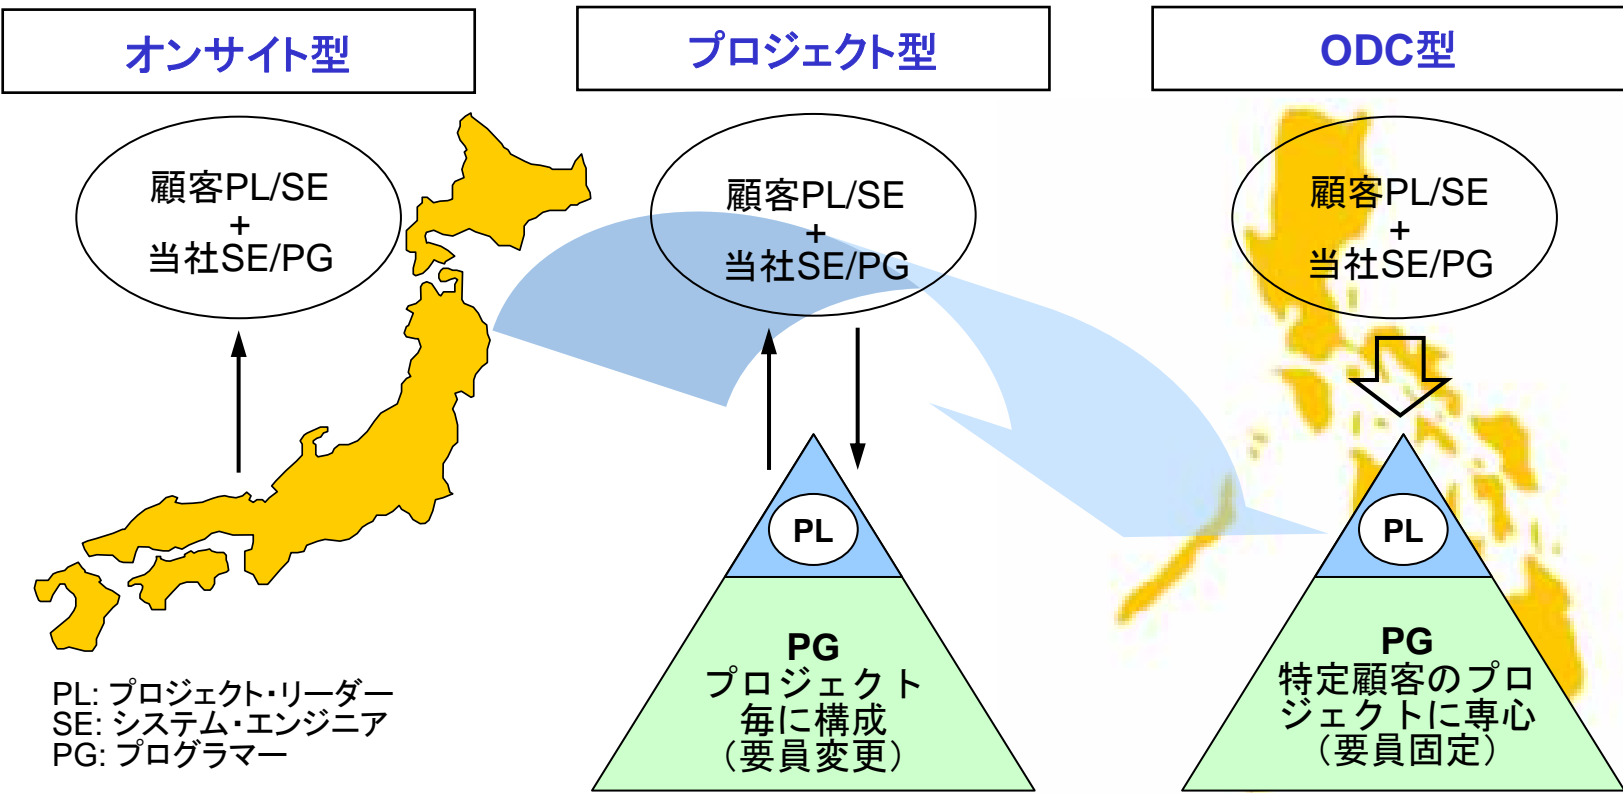 オンサイト型
プロジェクト型
ODC型
顧客PL/SE
+
当社SE/PG
顧客PL/SE
+
当社SE/PG
顧客PL/SE
+
当社SE/PG
PL
PG
プロジェクト
毎に構成
（要員変更）
PL
PG
特定顧客のプロ
ジェクトに専心
（要員固定）
PL: プロジェクト・リーダー
SE: システム・エンジニア
PG: プログラマー